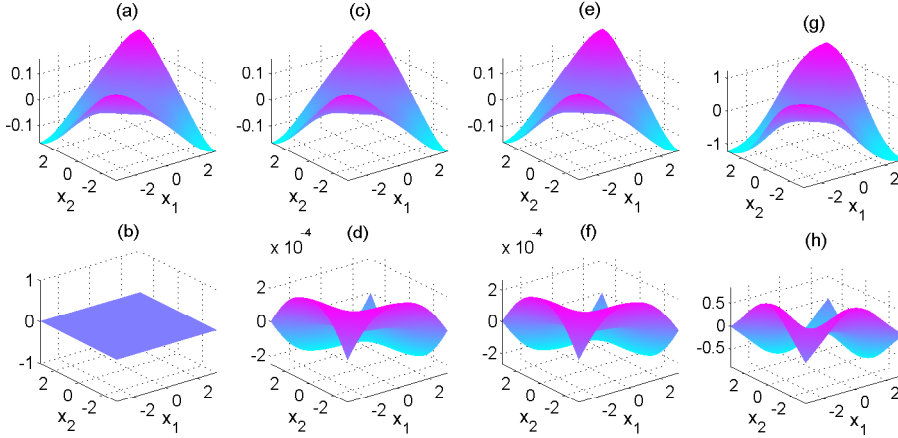 (a) (c) (e) (g)
0.1 0.1 0.1 1
0 0 0 0
-0.1 -0.1 -0.1 -1
2 0 -2 -2 0 2 2 0 -2 -2 0 2 2 0 -2 -2 0 2 2 0 -2 -2 0 2
x2 x1 x2 x1 x2 x1 x2 x1
(b) (d) (f) (h)
x 10^-4 x 10^-4
1 2 2 0.5
0 0 0 0
-1 -2 -2 -0.5
2 0 -2 -2 0 2 2 0 -2 -2 0 2 2 0 -2 -2 0 2 2 0 -2 -2 0 2
x2 x1 x2 x1 x2 x1 x2 x1